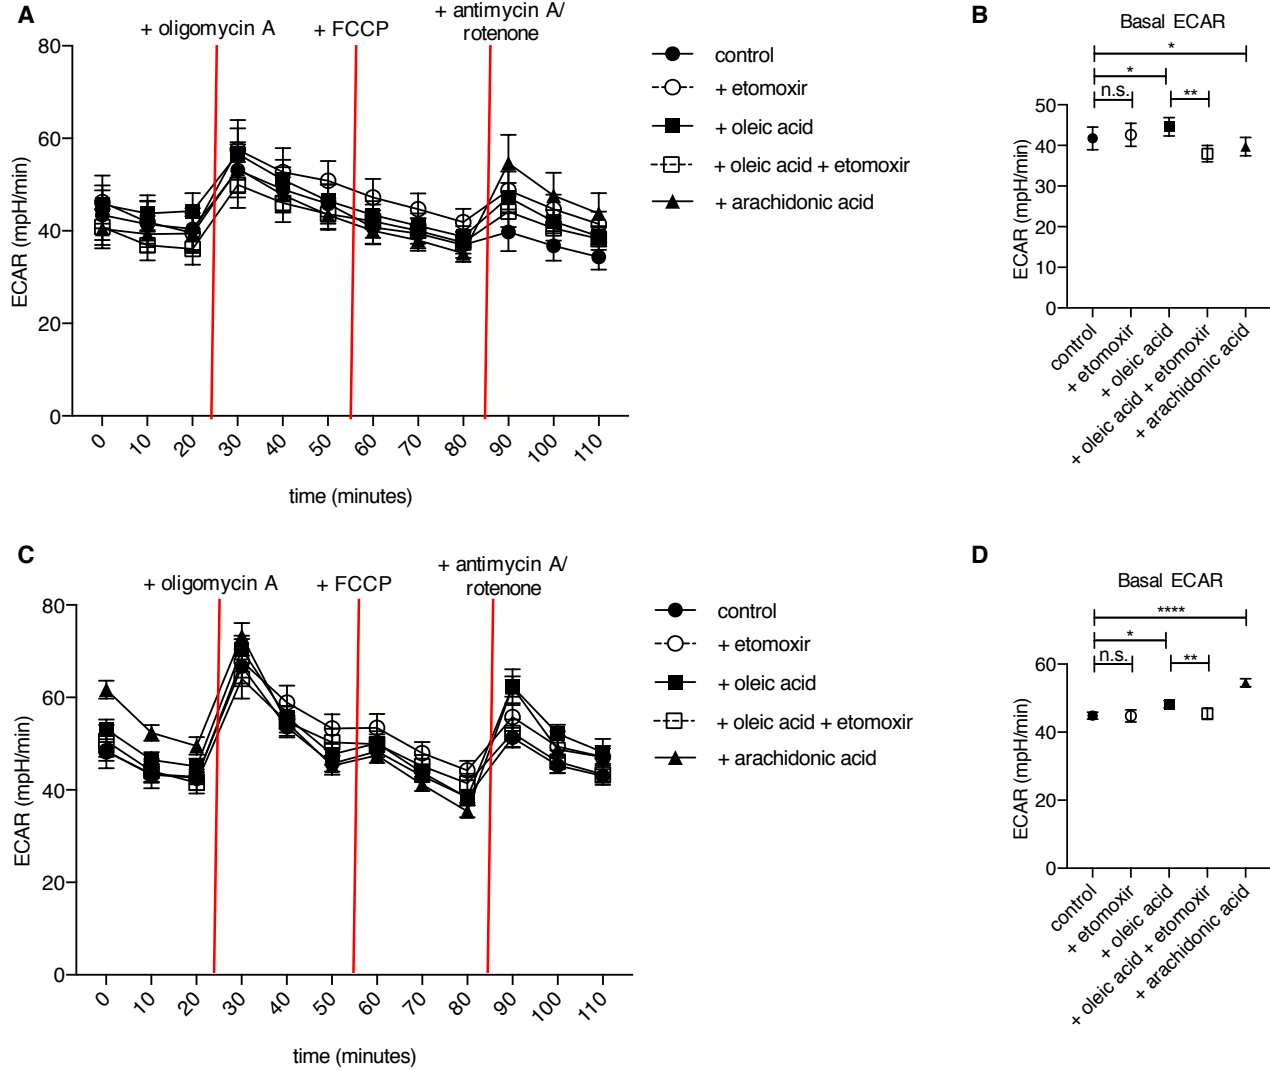 A
+ oligomycin A
+ FCCP
+ antimycin A/
rotenone
80
60
40
20
0
ECAR (mpH/min)
0
10
20
30
40
50
60
70
80
90
100
110
time (minutes)
control
+ etomoxir
+ oleic acid
+ oleic acid + etomoxir
+ arachidonic acid
B
Basal ECAR
*
*
n.s.
**
50
40
30
20
10
0
ECAR (mpH/min)
control
+ etomoxir
+ oleic acid
+ oleic acid + etomoxir
+ arachidonic acid
C
+ oligomycin A
+ FCCP
+ antimycin A/
rotenone
80
60
40
20
0
ECAR (mpH/min)
0
10
20
30
40
50
60
70
80
90
100
110
time (minutes)
control
+ etomoxir
+ oleic acid
+ oleic acid + etomoxir
+ arachidonic acid
D
Basal ECAR
****
*
n.s.
**
60
40
20
0
ECAR (mpH/min)
control
+ etomoxir
+ oleic acid
+ oleic acid + etomoxir
+ arachidonic acid